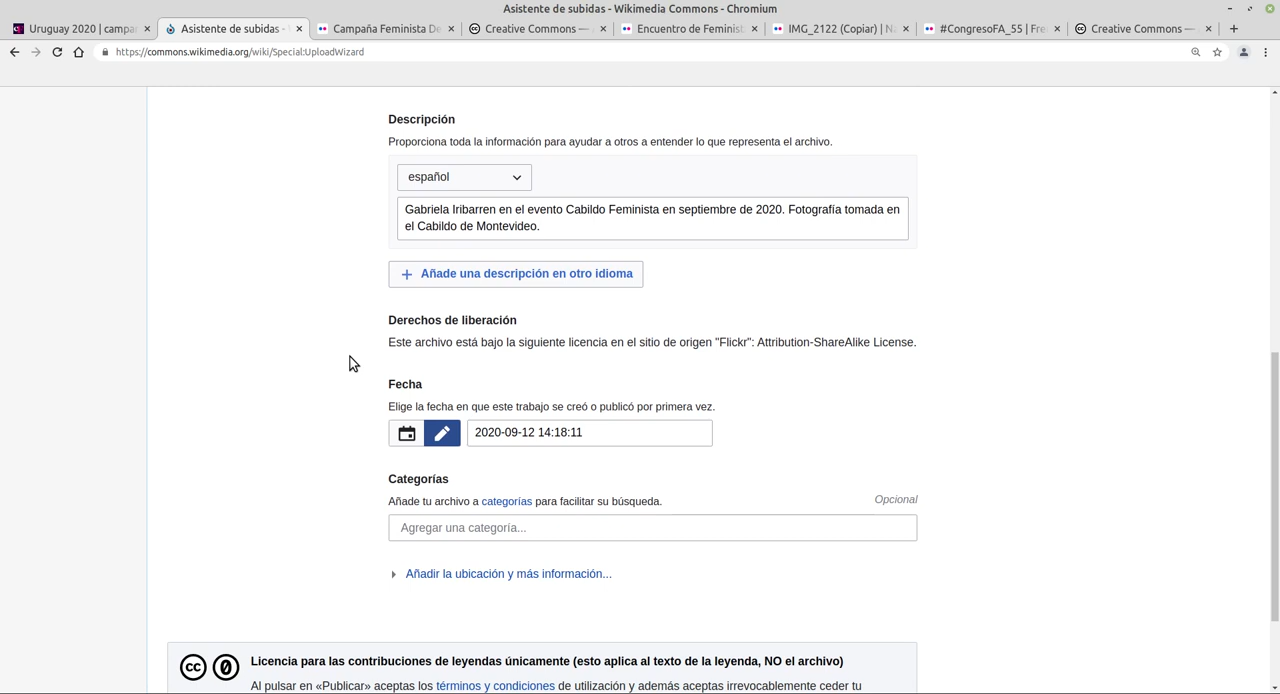 Asistente de subidas - Wikimedia Commons - Chromium
Uruguay 2020 | campa
Asistente de subidas -
Campaña Feminista De
Creative Commons —
Encuentro de Feminist
IMG_2122 (Copiar) | N
#CongresoFA_55 | Fre
Creative Commons —
https://commons.wikimedia.org/wiki/Special:UploadWizard
Descripción
Proporciona toda la información para ayudar a otros a entender lo que representa el archivo.
español
Gabriela Iribarren en el evento Cabildo Feminista en septiembre de 2020. Fotografía tomada en
el Cabildo de Montevideo.
Añade una descripción en otro idioma
Derechos de liberación
Este archivo está bajo la siguiente licencia en el sitio de origen "Flickr": Attribution-ShareAlike License.
Fecha
Elige la fecha en que este trabajo se creó o publicó por primera vez.
2020-09-12 14:18:11
Categorías
Añade tu archivo a categorías para facilitar su búsqueda.
Opcional
Agregar una categoría...
Añadir la ubicación y más información...
Licencia para las contribuciones de leyendas únicamente (esto aplica al texto de la leyenda, NO el archivo)
Al pulsar en «Publicar» aceptas los términos y condiciones de utilización y además aceptas irrevocablemente ceder tu